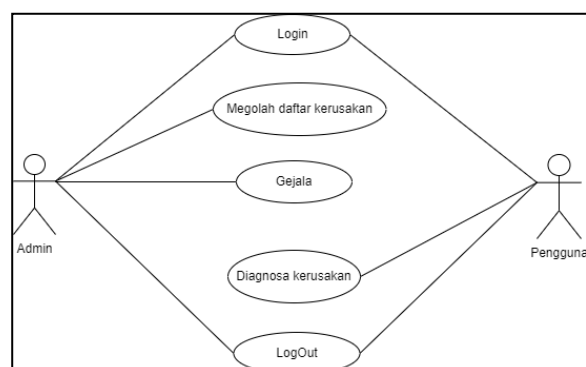 Login
Megolah daftar kerusakan
Gejala
Admin
Pengguna
Diagnosa kerusakan
LogOut